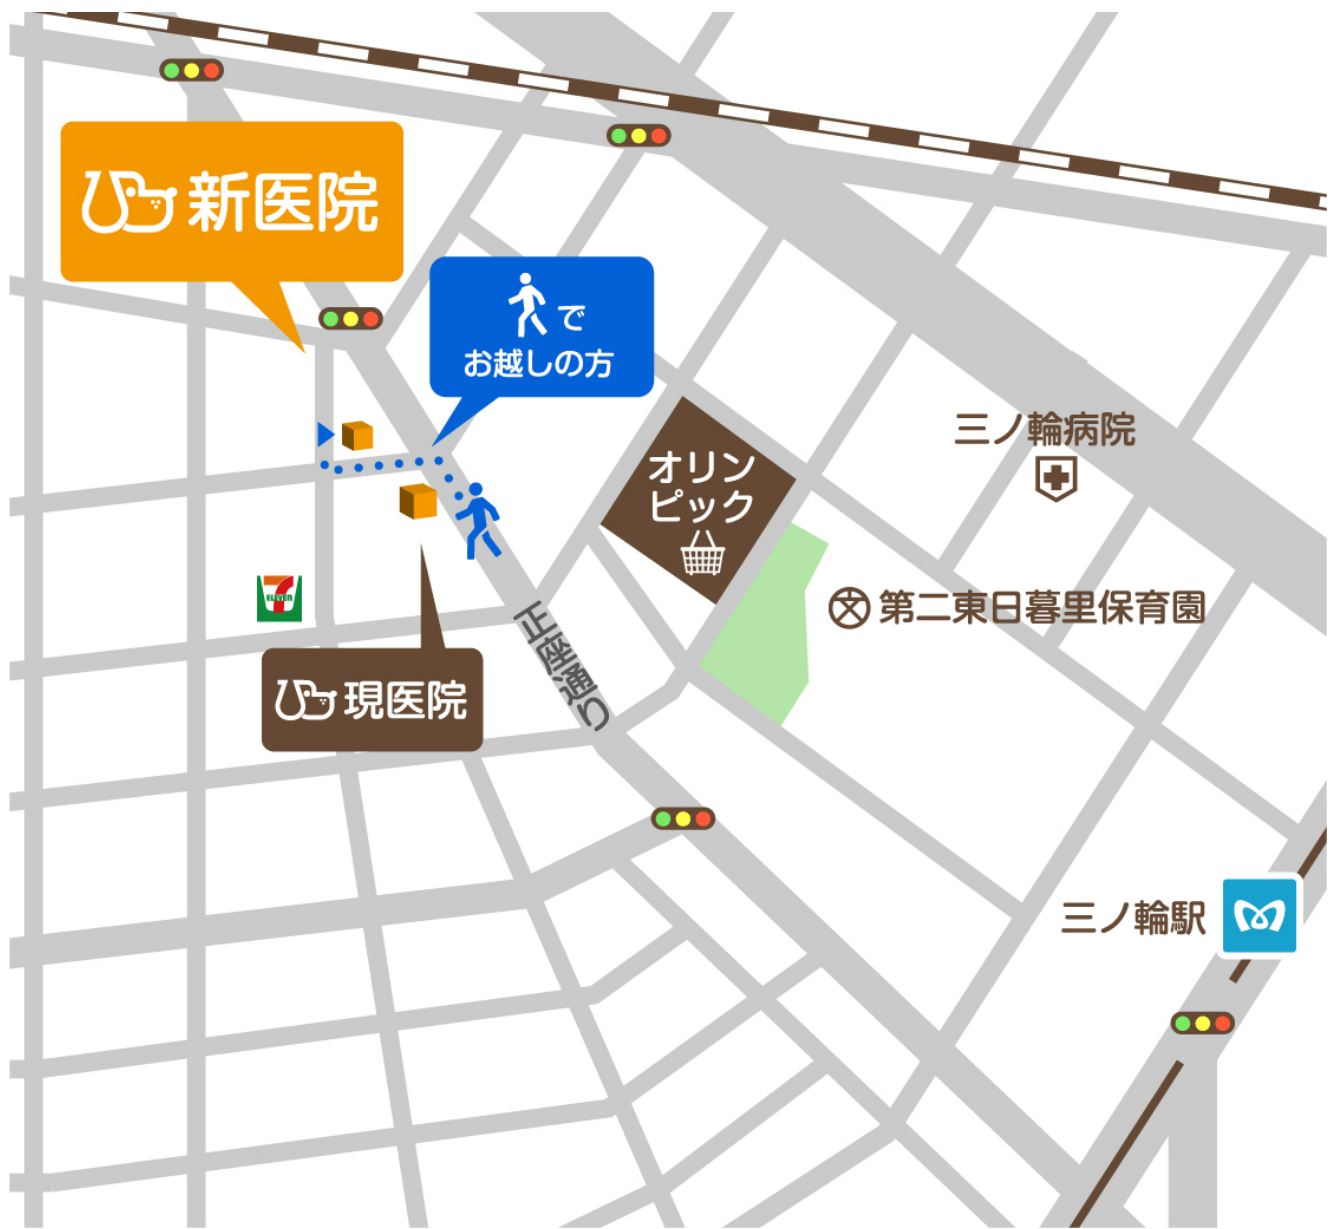 新医院
で
お越しの方
三ノ輪病院
オリン
ピック
第二東日暮里保育園
ELEVEN
正庭通り
現医院
三ノ輪駅